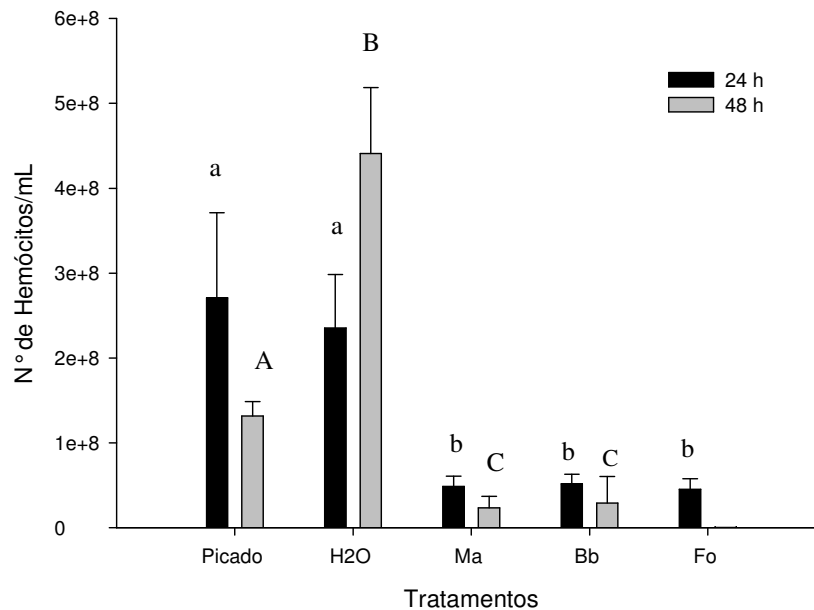 6e+8
5e+8
4e+8
3e+8
2e+8
1e+8
0
N° de Hemócitos/mL
24 h
48 h
a
A
a
B
b
C
b
C
b
Picado
H2O
Ma
Bb
Fo
Tratamentos